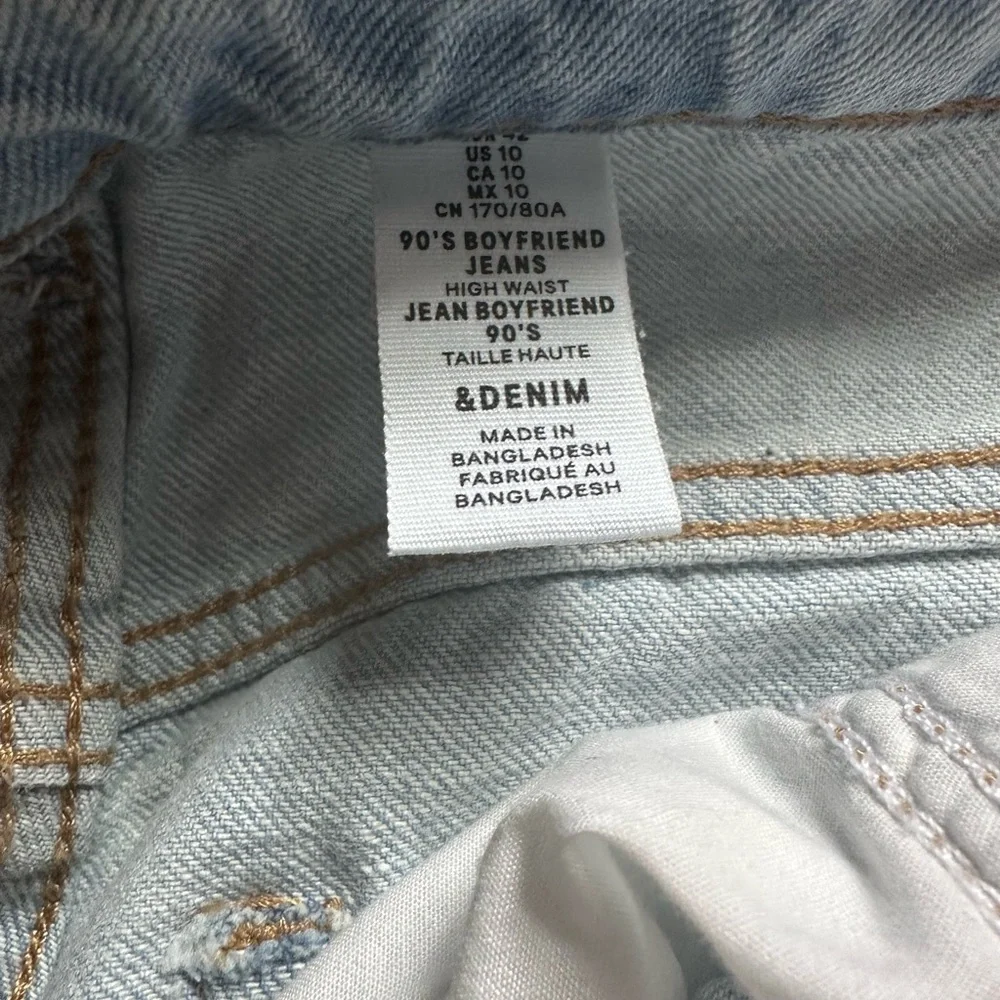 US 10
CA 10
MX 10
CN 170/80A
90'S BOYFRIEND
JEANS
HIGH WAIST
JEAN BOYFRIEND
90'S
TAILLE HAUTE
&DENIM
MADE IN
BANGLADESH
FABRIQUÉ AU
BANGLADESH